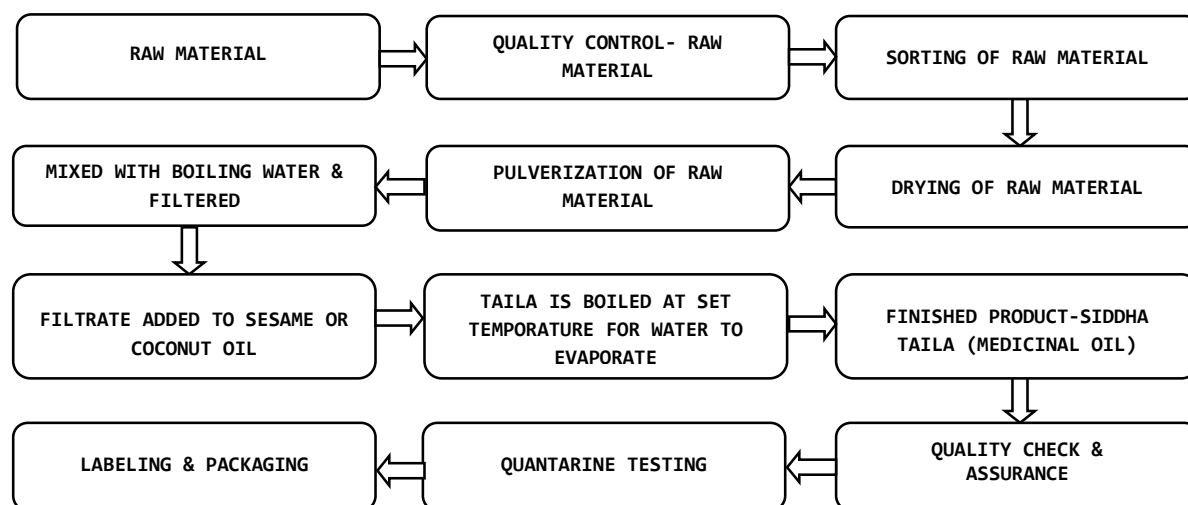 RAW MATERIAL
QUALITY CONTROL- RAW
MATERIAL
SORTING OF RAW MATERIAL
MIXED WITH BOILING WATER &
FILTERED
PULVERIZATION OF RAW
MATERIAL
DRYING OF RAW MATERIAL
FILTRATE ADDED TO SESAME OR
COCONUT OIL
TAILA IS BOILED AT SET
TEMPORATURE FOR WATER TO
EVAPORATE
FINISHED PRODUCT-SIDDHA
TAILA (MEDICINAL OIL)
LABELING & PACKAGING
QUANTARINE TESTING
QUALITY CHECK &
ASSURANCE